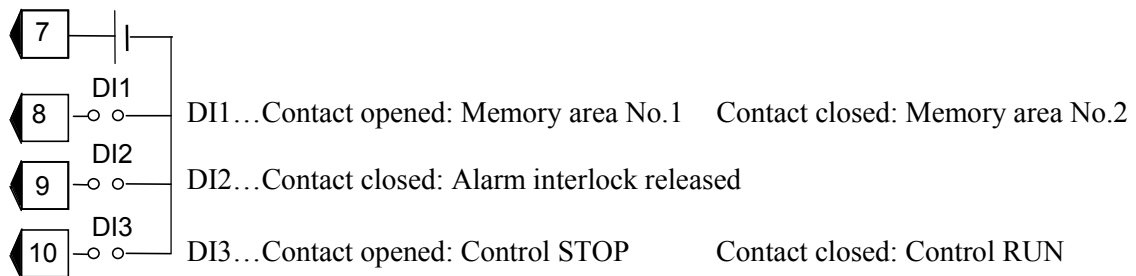 7
DI1
8 DI1…Contact opened: Memory area No.1 Contact closed: Memory area No.2
DI2
9 DI2…Contact closed: Alarm interlock released
DI3
10 DI3…Contact opened: Control STOP Contact closed: Control RUN